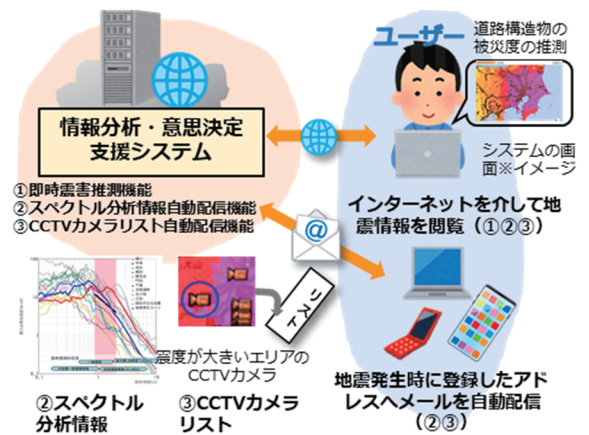 ユーザー
道路構造物の
被災度の推測
情報分析・意思決定
支援システム
システムの画
面※イメージ
①即時震害推測機能
②スペクトル分析情報自動配信機能
③CCTVカメラリスト自動配信機能
インターネットを介して地
震情報を閲覧（①②③）
@
リスト
震度が大きいエリアの
CCTVカメラ
②スペクトル
分析情報
③CCTVカメラ
リスト
地震発生時に登録したアド
レスへメールを自動配信
（②③）